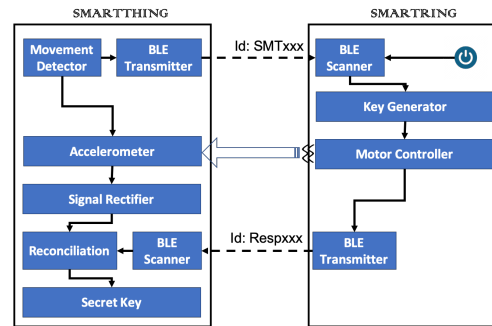 SMARTTHING
SMARTRING
Movement
Detector
BLE
Transmitter
Id: SMTxxx
BLE
Scanner
Key Generator
Accelerometer
Motor Controller
Signal Rectifier
Id: Respxxx
Reconciliation
BLE
Scanner
BLE
Transmitter
Secret Key